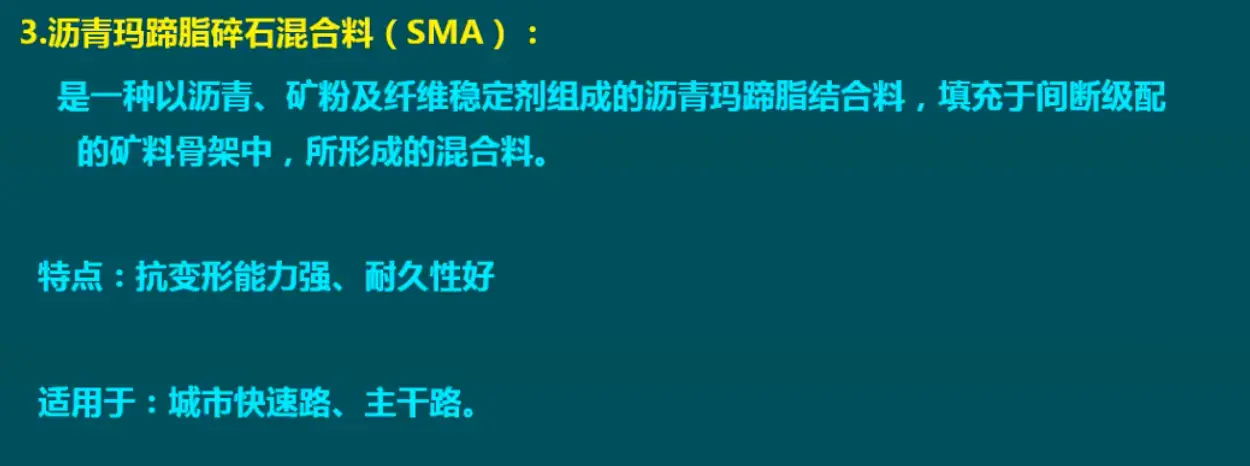 3.沥青玛蹄脂碎石混合料（SMA）：
是一种以沥青、矿粉及纤维稳定剂组成的沥青玛蹄脂结合料，填充于间断级配
的矿料骨架中，所形成的混合料。
特点：抗变形能力强、耐久性好
适用于：城市快速路、主干路。